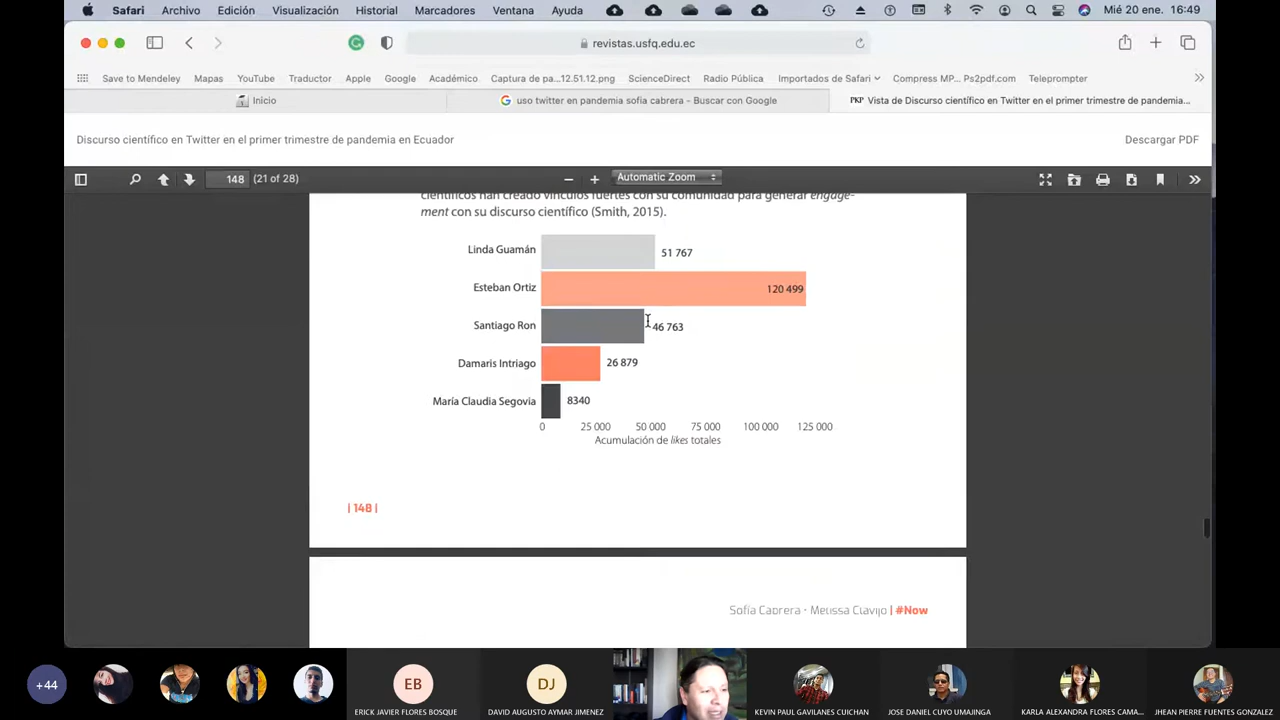 Safari Archivo Edición Visualización Historial Marcadores Ventana Ayuda Mié 20 ene. 16:49
revistas.usfq.edu.ec
Save to Mendeley Mapas YouTube Traductor Apple Google Académico Captura de pa...12.51.12.png ScienceDirect Radio Pública Importados de Safari Compress MP... Ps2pdf.com Teleprompter
Inicio uso twitter en pandemia sofia cabrera - Buscar con Google PKP Vista de Discurso científico en Twitter en el primer trimestre de pandemia...
Discurso científico en Twitter en el primer trimestre de pandemia en Ecuador Descargar PDF
148 (21 of 28) Automatic Zoom
científicos han creado vínculos fuertes con su comunidad para generar engage-
ment con su discurso científico (Smith, 2015).
Linda Guamán 51 767
Esteban Ortiz 120 499
Santiago Ron 46 763
Damaris Intriago 26 879
María Claudia Segovia 8340
0 25 000 50 000 75 000 100 000 125 000
Acumulación de likes totales
| 148 |
Sofía Cabrera · Melissa Clavijo | #Now
+44 EB DJ
ERICK JAVIER FLORES BOSQUE DAVID AUGUSTO AYMAR JIMENEZ KEVIN PAUL GAVILANES CUICHAN JOSE DANIEL CUYO UMAJINGA KARLA ALEXANDRA FLORES CAMA... JHEAN PIERRE FUENTES GONZALEZ